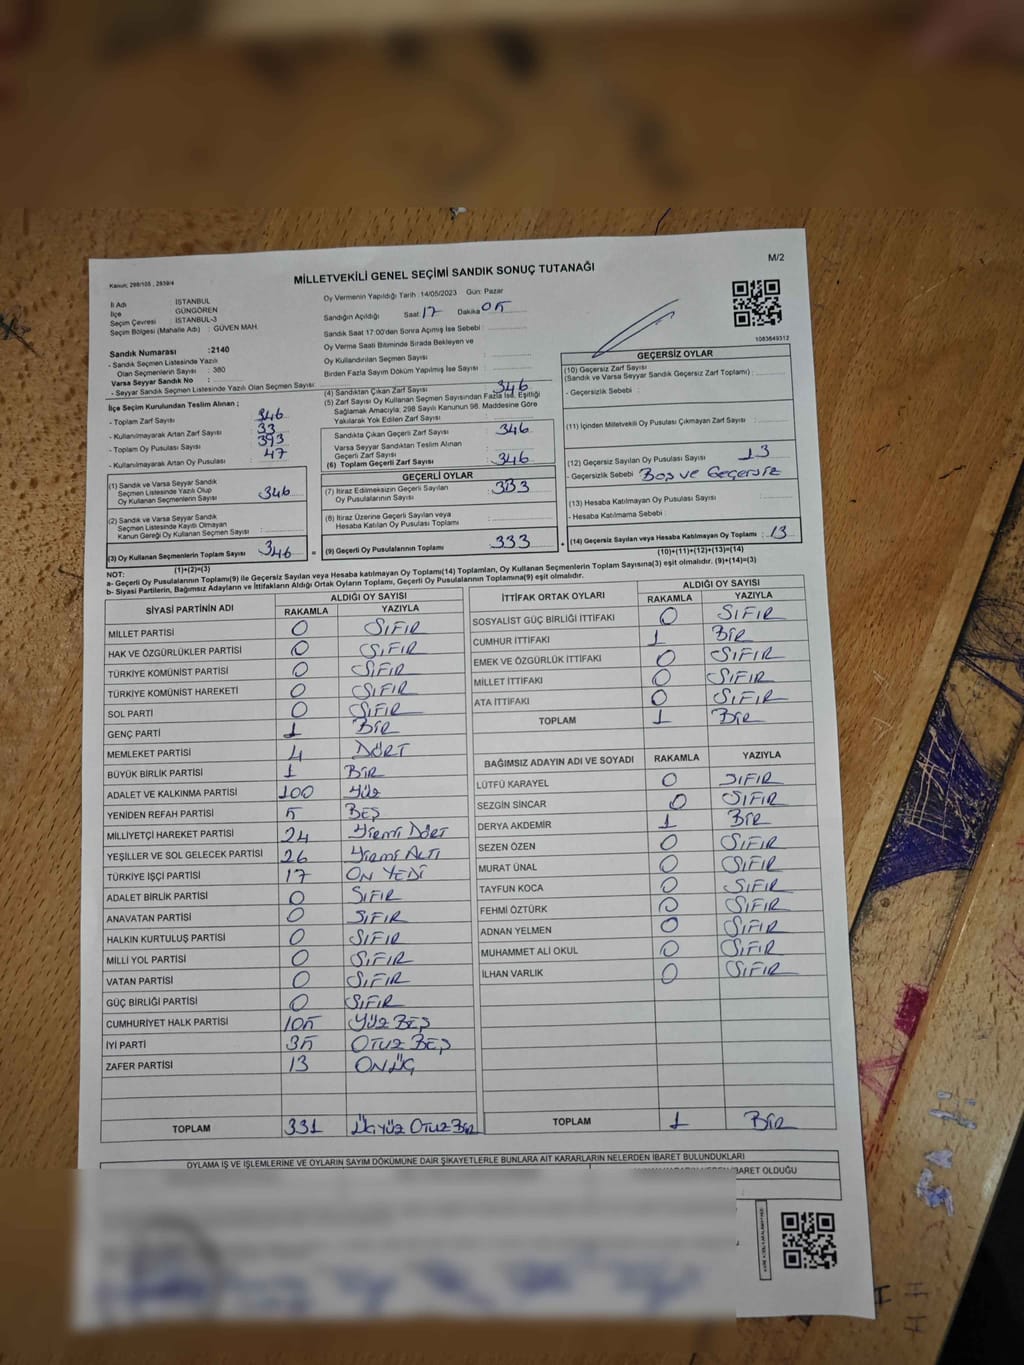 M/2
MİLLETVEKİLİ GENEL SEÇİMİ SANDIK SONUÇ TUTANAĞI
Kanun; 298/105 , 2839/4
İl Adı : İSTANBUL
İlçe : GÜNGÖREN
Seçim Çevresi : İSTANBUL-3
Seçim Bölgesi (Mahalle Adı) : GÜVEN MAH.
Sandık Numarası :2140
- Sandık Seçmen Listesinde Yazılı
Olan Seçmenlerin Sayısı : 380
Varsa Seyyar Sandık No :
- Seyyar Sandık Seçmen Listesinde Yazılı Olan Seçmen Sayısı
Oy Vermenin Yapıldığı Tarih :14/05/2023 Gün: Pazar
Sandığın Açıldığı Saat: 17 Dakika: 05
Sandık Saat 17:00'den Sonra Açımış İse Sebebi :
Oy Verme Saati Bitiminde Sırada Bekleyen ve
Oy Kullandırılan Seçmen Sayısı :
Birden Fazla Sayım Döküm Yapılmış İse Sayısı :
1083649312
İlçe Seçim Kurulundan Teslim Alınan ;
- Toplam Zarf Sayısı : 346
- Kullanılmayarak Artan Zarf Sayısı : 33
- Toplam Oy Pusulası Sayısı : 393
- Kullanılmayarak Artan Oy Pusulası : 47
(1) Sandık ve Varsa Seyyar Sandık
Seçmen Listesinde Yazılı Olup
Oy Kullanan Seçmenlerin Sayısı : 346
(2) Sandık ve Varsa Seyyar Sandık
Seçmen Listesinde Kayıtlı Olmayan
Kanun Gereği Oy Kullanan Seçmen Sayısı :
(3) Oy Kullanan Seçmenlerin Toplam Sayısı : 346
(1)+(2)=(3)
(4) Sandıktan Çıkan Zarf Sayısı : 346
(5) Zarf Sayısı Oy Kullanan Seçmen Sayısından Fazla İse, Eşitliği
Sağlamak Amacıyla; 298 Sayılı Kanunun 98. Maddesine Göre
Yakılarak Yok Edilen Zarf Sayısı :
Sandıkta Çıkan Geçerli Zarf Sayısı : 346
Varsa Seyyar Sandıktan Teslim Alınan
Geçerli Zarf Sayısı :
(6) Toplam Geçerli Zarf Sayısı : 346
GEÇERLİ OYLAR
(7) İtiraz Edilmeksizin Geçerli Sayılan
Oy Pusulalarının Sayısı : 333
(8) İtiraz Üzerine Geçerli Sayılan veya
Hesaba Katılan Oy Pusulası Toplamı :
= (9) Geçerli Oy Pusulalarının Toplamı : 333
GEÇERSİZ OYLAR
(10) Geçersiz Zarf Sayısı
(Sandık ve Varsa Seyyar Sandık Geçersiz Zarf Toplamı) :
- Geçersizlik Sebebi :
(11) İçinden Milletvekili Oy Pusulası Çıkmayan Zarf Sayısı :
(12) Geçersiz Sayılan Oy Pusulası Sayısı : 13
- Geçersizlik Sebebi : Boş ve Geçersiz
(13) Hesaba Katılmayan Oy Pusulası Sayısı :
- Hesaba Katılmama Sebebi :
+ (14) Geçersiz Sayılan veya Hesaba Katılmayan Oy Toplamı : 13
(10)+(11)+(12)+(13)=(14)
NOT:
a- Geçerli Oy Pusulalarının Toplamı(9) ile Geçersiz Sayılan veya Hesaba katılmayan Oy Toplamı(14) Toplamları, Oy Kullanan Seçmenlerin Toplam Sayısına(3) eşit olmalıdır. (9)+(14)=(3)
b- Siyasi Partilerin, Bağımsız Adayların ve İttifakların Aldığı Ortak Oyların Toplamı, Geçerli Oy Pusulalarının Toplamına(9) eşit olmalıdır.
SİYASİ PARTİNİN ADI ALDIĞI OY SAYISI
RAKAMLA YAZIYLA
MİLLET PARTİSİ 0 SIFIR
HAK VE ÖZGÜRLÜKLER PARTİSİ 0 SIFIR
TÜRKİYE KOMÜNİST PARTİSİ 0 SIFIR
TÜRKİYE KOMÜNİST HAREKETİ 0 SIFIR
SOL PARTİ 0 SIFIR
GENÇ PARTİ 1 BİR
MEMLEKET PARTİSİ 4 DÖRT
BÜYÜK BİRLİK PARTİSİ 1 BİR
ADALET VE KALKINMA PARTİSİ 100 Yüz
YENİDEN REFAH PARTİSİ 5 BEŞ
MİLLİYETÇİ HAREKET PARTİSİ 24 Yirmi Dört
YEŞİLLER VE SOL GELECEK PARTİSİ 26 Yirmi ALTI
TÜRKİYE İŞÇİ PARTİSİ 17 ON YEDİ
ADALET BİRLİK PARTİSİ 0 SIFIR
ANAVATAN PARTİSİ 0 SIFIR
HALKIN KURTULUŞ PARTİSİ 0 SIFIR
MİLLİ YOL PARTİSİ 0 SIFIR
VATAN PARTİSİ 0 SIFIR
GÜÇ BİRLİĞİ PARTİSİ 0 SIFIR
CUMHURİYET HALK PARTİSİ 105 YÜZ BEŞ
İYİ PARTİ 35 OTUZ BEŞ
ZAFER PARTİSİ 13 ONÜÇ
TOPLAM 331 ÜÇYÜZ OTUZ BİR
İTTİFAK ORTAK OYLARI ALDIĞI OY SAYISI
RAKAMLA YAZIYLA
SOSYALİST GÜÇ BİRLİĞİ İTTİFAKI 0 SIFIR
CUMHUR İTTİFAKI 1 BİR
EMEK VE ÖZGÜRLÜK İTTİFAKI 0 SIFIR
MİLLET İTTİFAKI 0 SIFIR
ATA İTTİFAKI 0 SIFIR
TOPLAM 1 BİR
BAĞIMSIZ ADAYIN ADI VE SOYADI RAKAMLA YAZIYLA
LÜTFÜ KARAYEL 0 SIFIR
SEZGİN SİNCAR 0 SIFIR
DERYA AKDEMİR 1 BİR
SEZEN ÖZEN 0 SIFIR
MURAT ÜNAL 0 SIFIR
TAYFUN KOCA 0 SIFIR
FEHMİ ÖZTÜRK 0 SIFIR
ADNAN YELMEN 0 SIFIR
MUHAMMET ALİ OKUL 0 SIFIR
İLHAN VARLIK 0 SIFIR
TOPLAM 1 BİR
OYLAMA İŞ VE İŞLEMLERİNE VE OYLARIN SAYIM DÖKÜMÜNE DAİR ŞİKAYETLERLE BUNLARA AİT KARARLARIN NELERDEN İBARET BULUNDUKLARI
İBARET OLDUĞU